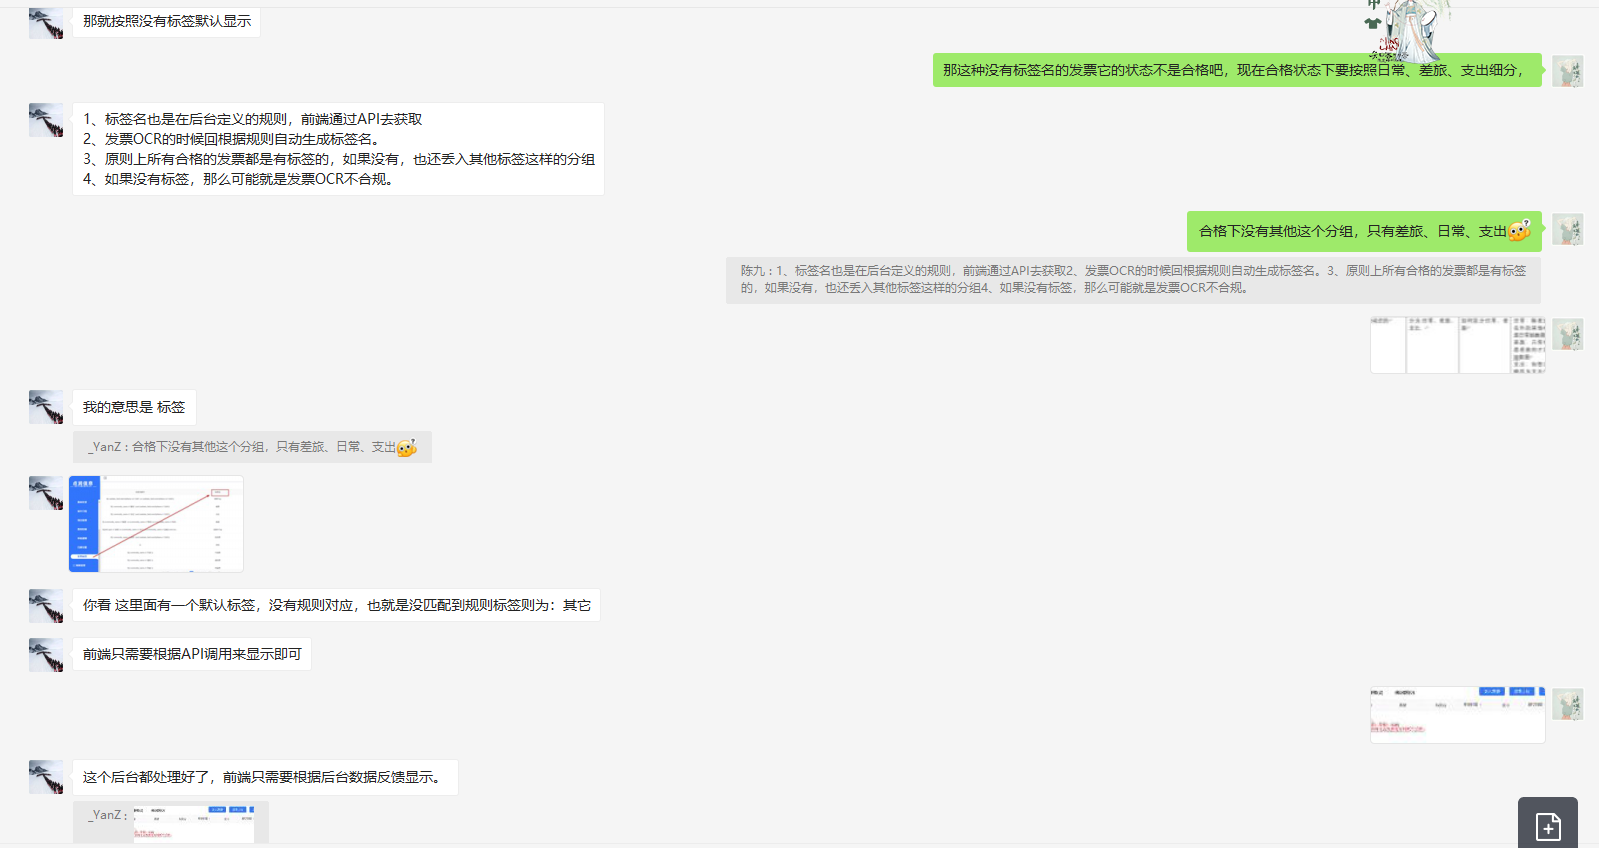 那就按照没有标签默认显示
那这种没有标签名的发票它的状态不是合格吧，现在合格状态下要按照日常、差旅、支出细分，
1、标签名也是在后台定义的规则，前端通过API去获取
2、发票OCR的时候回根据规则自动生成标签名。
3、原则上所有合格的发票都是有标签的，如果没有，也还丢入其他标签这样的分组
4、如果没有标签，那么可能就是发票OCR不合规。
合格下没有其他这个分组，只有差旅、日常、支出
陈九：1、标签名也是在后台定义的规则，前端通过API去获取2、发票OCR的时候回根据规则自动生成标签名。3、原则上所有合格的发票都是有标签
的，如果没有，也还丢入其他标签这样的分组4、如果没有标签，那么可能就是发票OCR不合规。
我的意思是 标签
_YanZ：合格下没有其他这个分组，只有差旅、日常、支出
你看 这里面有一个默认标签，没有规则对应，也就是没匹配到规则标签则为：其它
前端只需要根据API调用来显示即可
这个后台都处理好了，前端只需要根据后台数据反馈显示。
_YanZ：